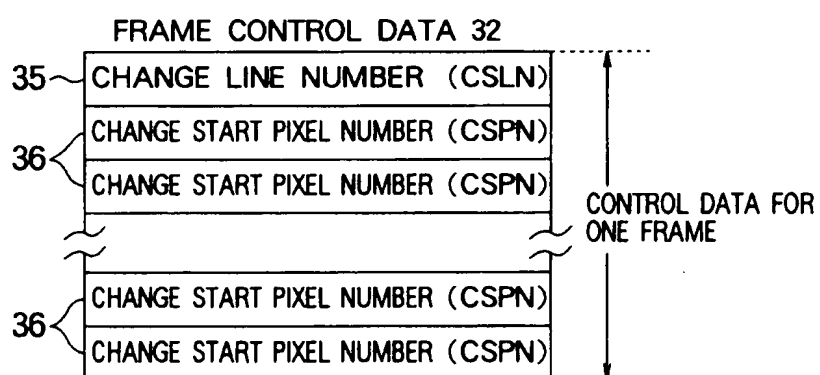 FRAME CONTROL DATA 32
35 CHANGE LINE NUMBER (CSLN)
CHANGE START PIXEL NUMBER (CSPN)
36
CHANGE START PIXEL NUMBER (CSPN)
CONTROL DATA FOR
ONE FRAME
CHANGE START PIXEL NUMBER (CSPN)
36
CHANGE START PIXEL NUMBER (CSPN)